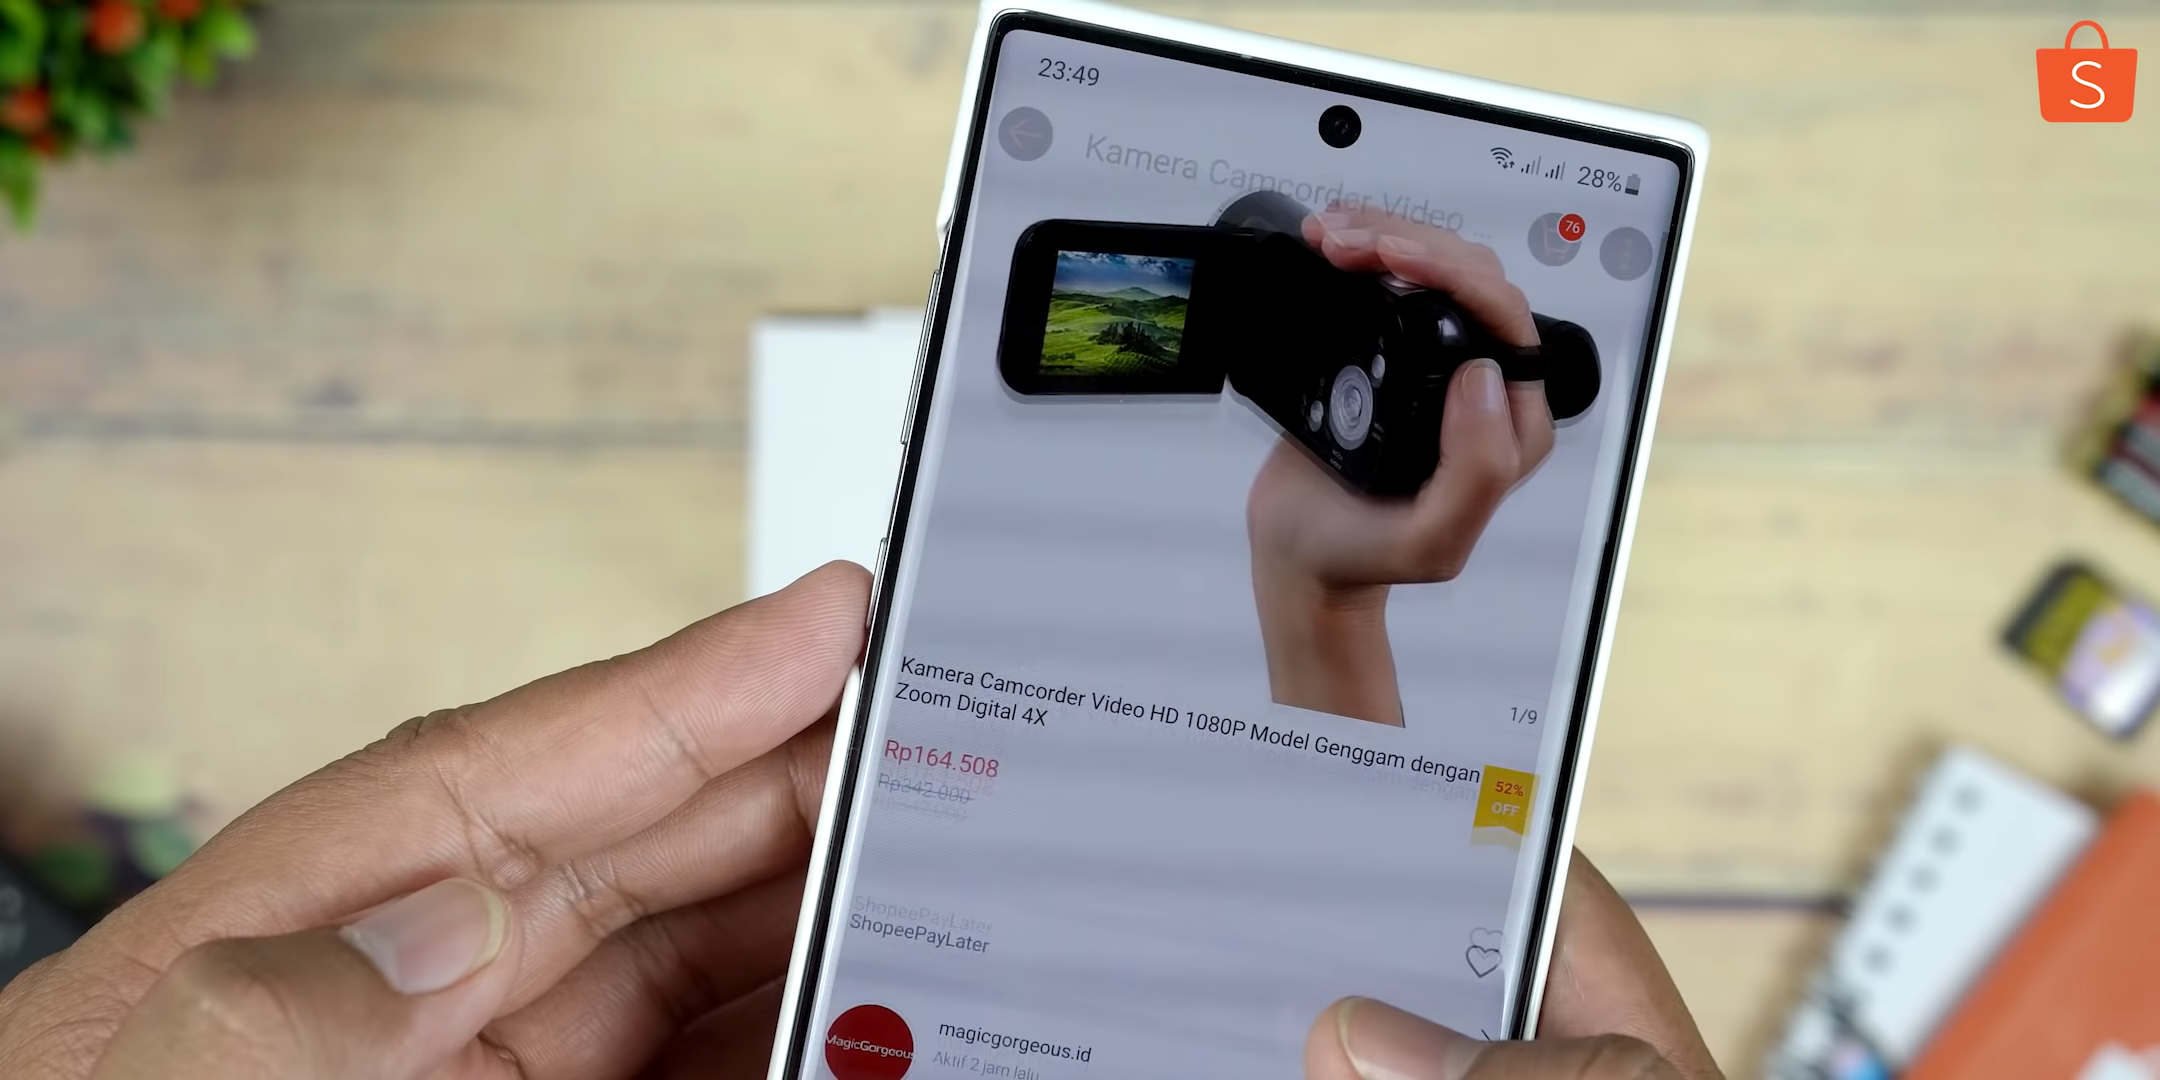 S
23:49
28%
Kamera Camcorder Video ...
76
1/9
Kamera Camcorder Video HD 1080P Model Genggam dengan
Zoom Digital 4X
Rp164.508
Rp342.000
52%
OFF
ShopeePayLater
MagicGorgeous
magicgorgeous.id
Aktif 2 jam lalu